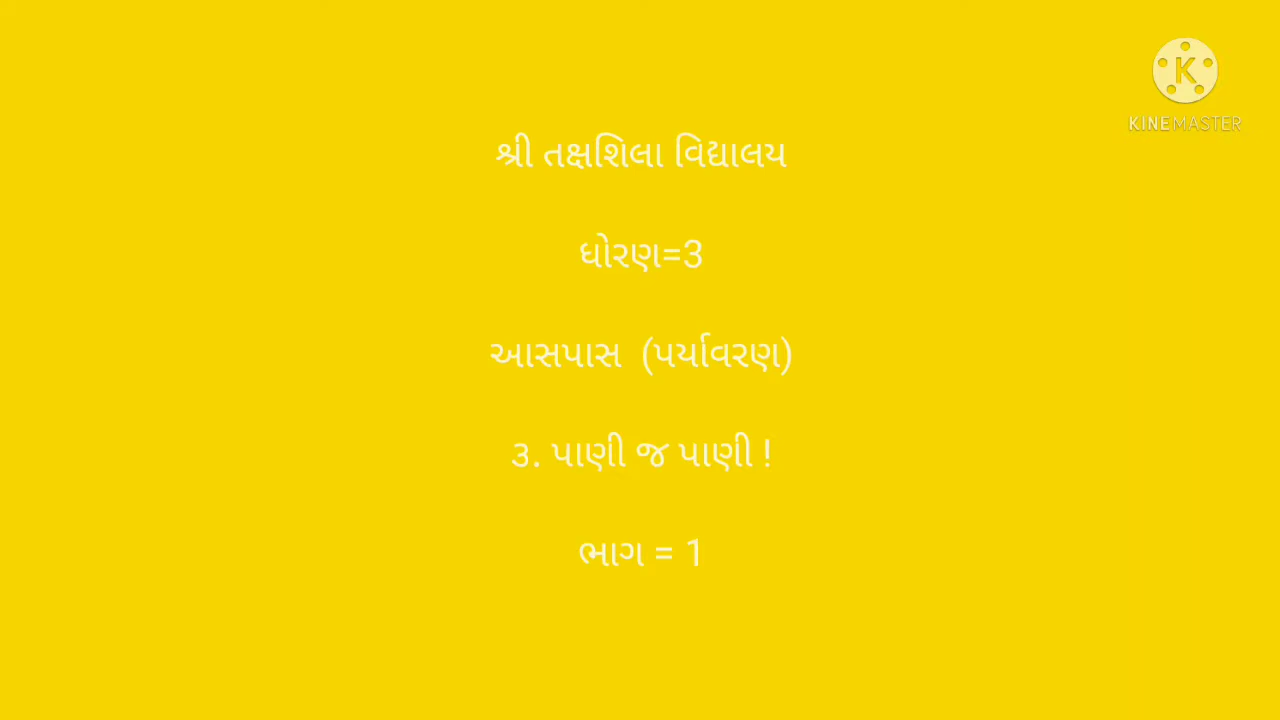 KINEMASTER
શ્રી તક્ષશિલા વિદ્યાલય
ધોરણ=3
આસપાસ (પર્યાવરણ)
૩. પાણી જ પાણી !
ભાગ = 1